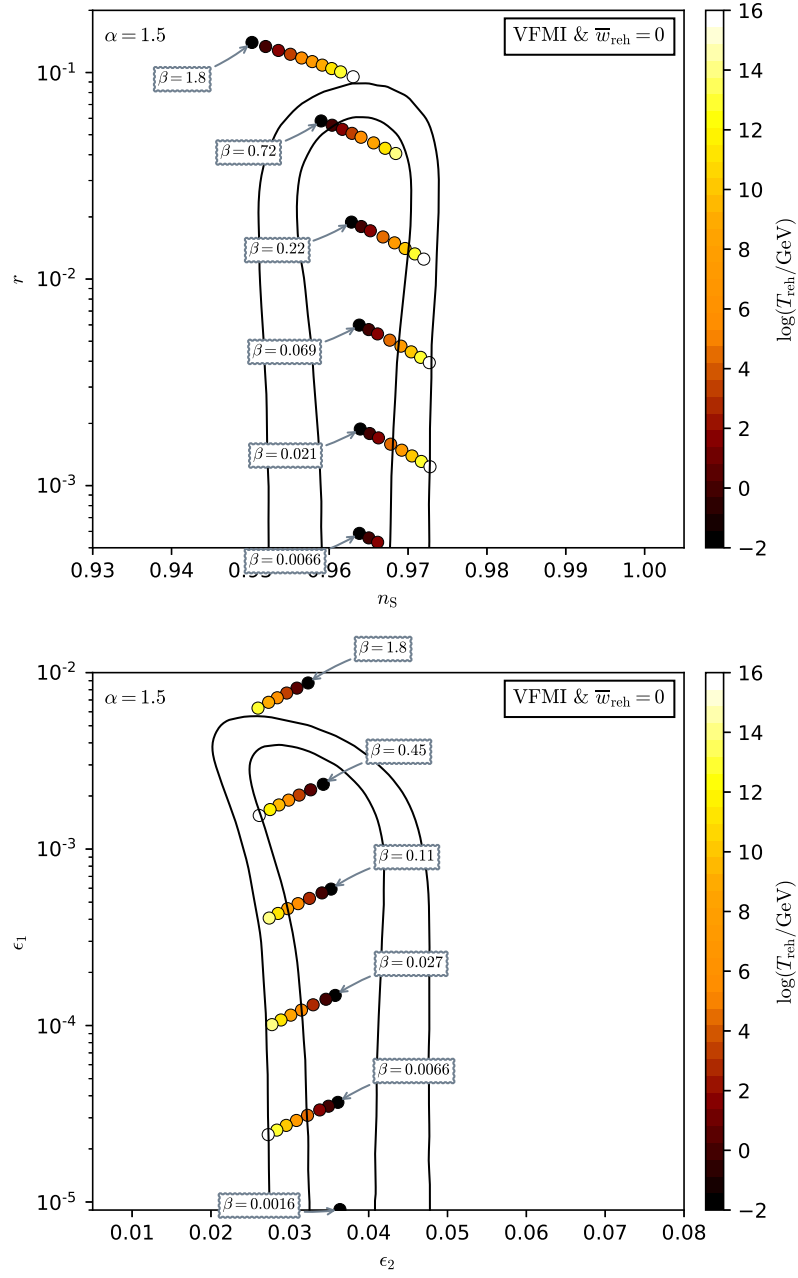 α = 1.5
VFMI & w̅_reh = 0
β = 1.8
β = 0.72
β = 0.22
β = 0.069
β = 0.021
β = 0.0066
10⁻¹
10⁻²
10⁻³
r
0.93 0.94 0.95 0.96 0.97 0.98 0.99 1.00
n_S
16
14
12
10
8
6
4
2
0
−2
log(T_reh/GeV)
β = 1.8
α = 1.5
VFMI & w̅_reh = 0
β = 0.45
β = 0.11
β = 0.027
β = 0.0066
β = 0.0016
10⁻²
10⁻³
10⁻⁴
10⁻⁵
ϵ₁
0.01 0.02 0.03 0.04 0.05 0.06 0.07 0.08
ϵ₂
16
14
12
10
8
6
4
2
0
−2
log(T_reh/GeV)